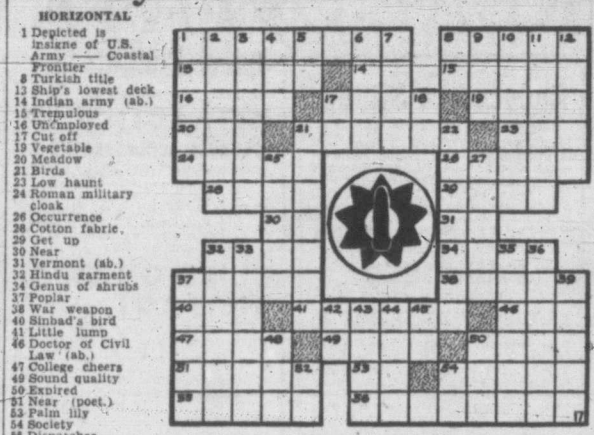 HORIZONTAL
1 Depicted is
insigne of U.S.
Army —— Coastal
Frontier
8 Turkish title
13 Ship's lowest deck
14 Indian army (ab.)
15 Tremulous
16 Unemployed
17 Cut off
19 Vegetable
20 Meadow
21 Birds
23 Low haunt
24 Roman military
cloak
26 Occurrence
28 Cotton fabric,
29 Get up
30 Near
31 Vermont (ab.)
32 Hindu garment
34 Genus of shrubs
37 Poplar
38 War weapon
40 Sinbad's bird
41 Little lump
46 Doctor of Civil
Law (ab.)
47 College cheers
49 Sound quality
50 Expired
51 Near (poet.)
53 Palm lily
54 Society
1 2 3 4 5 6 7 8 9 10 11 12
13 14 15
16 17 18 19
20 21 22 23
24 25 26 27
28 29
30 31
32 33 34 35 36
37 38 39
40 41 42 43 44 45 46
47 48 49 50
51 52 53 54
55 56
17